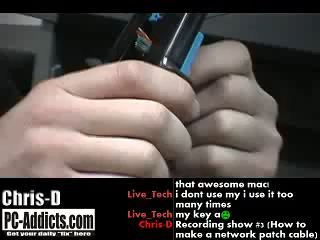 that awesome mac!
Live_Tech i dont use my i use it too
many times
Live_Tech my key a
Chris-D Recording show #3 (How to
make a network patch cable)
Chris-D
PC-Addicts.com
Get your daily "fix" here